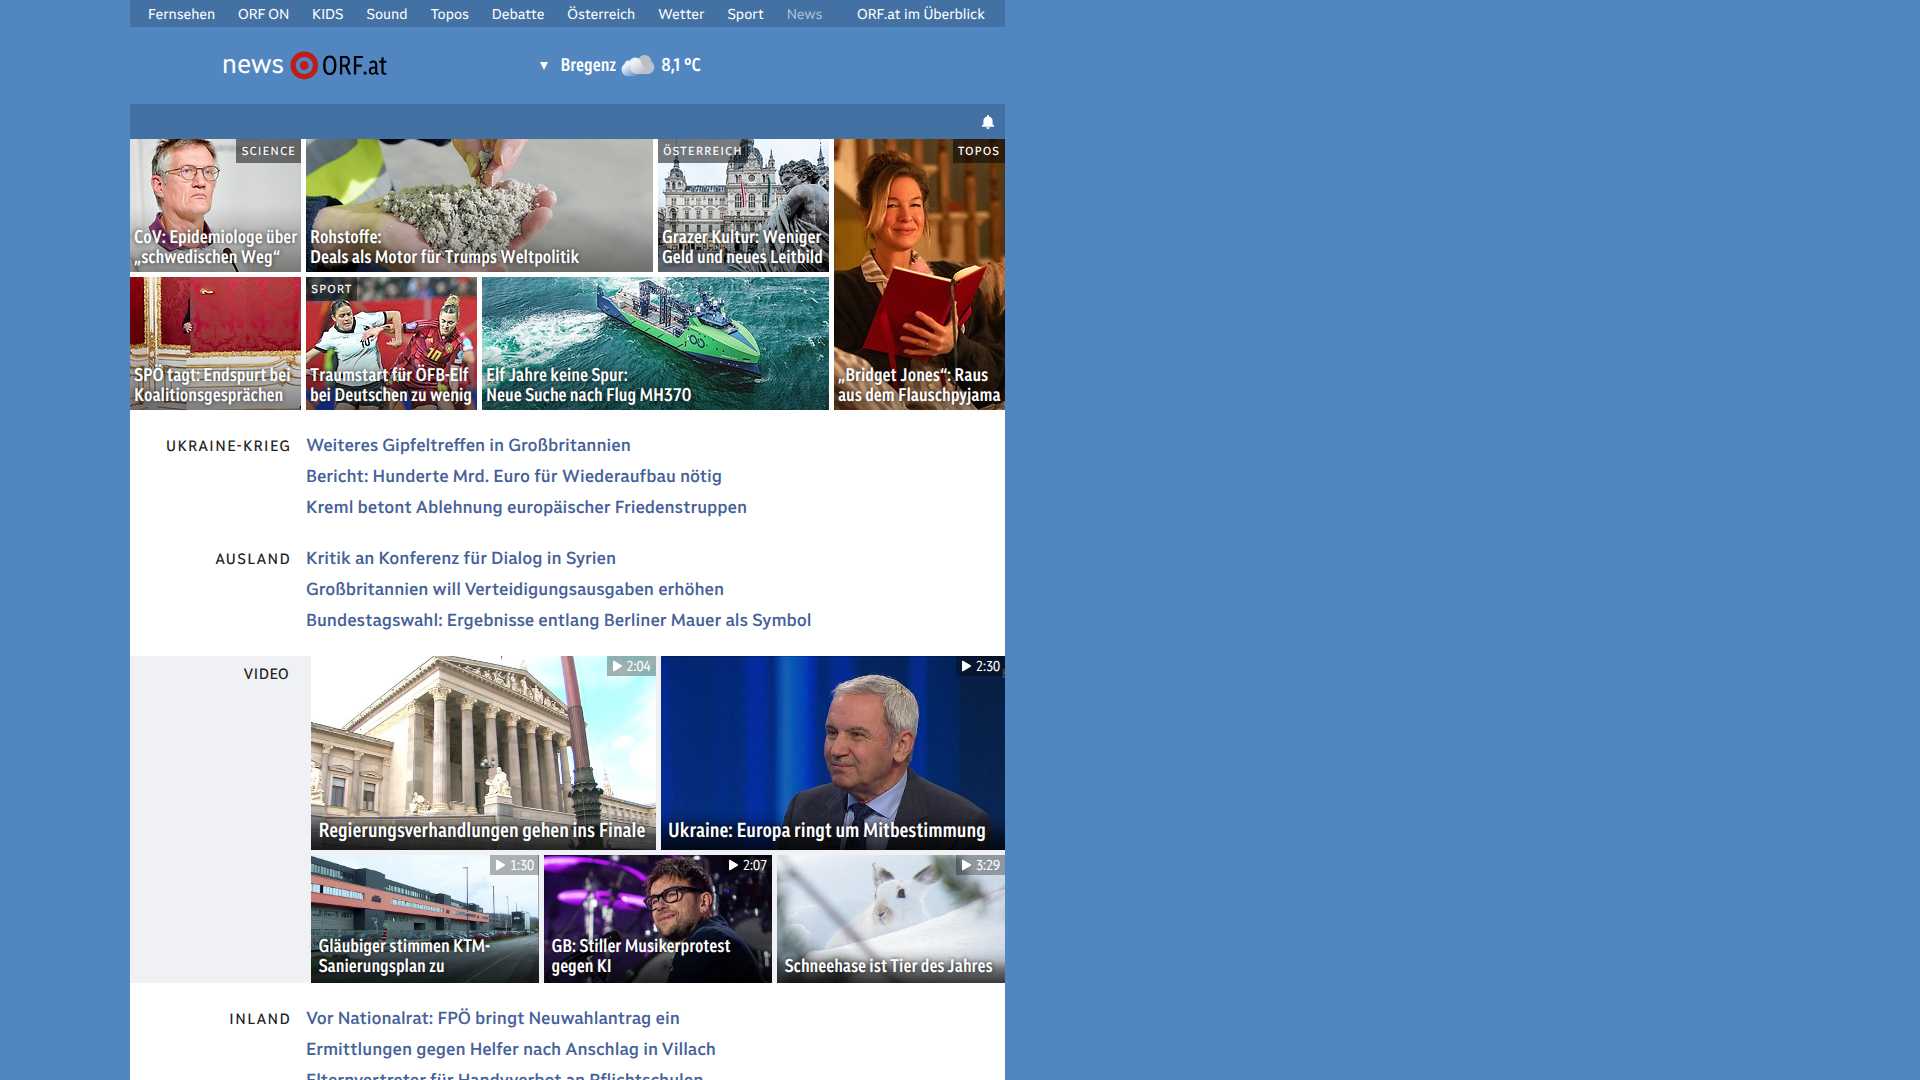 Fernsehen ORF ON KIDS Sound Topos Debatte Österreich Wetter Sport News ORF.at im Überblick
news ORF.at
Bregenz 8,1 °C
SCIENCE
CoV: Epidemiologe über
„schwedischen Weg“
Rohstoffe:
Deals als Motor für Trumps Weltpolitik
ÖSTERREICH
Grazer Kultur: Weniger
Geld und neues Leitbild
TOPOS
„Bridget Jones“: Raus
aus dem Flauschpyjama
SPÖ tagt: Endspurt bei
Koalitionsgesprächen
SPORT
Traumstart für ÖFB-Elf
bei Deutschen zu wenig
Elf Jahre keine Spur:
Neue Suche nach Flug MH370
UKRAINE-KRIEG
Weiteres Gipfeltreffen in Großbritannien
Bericht: Hunderte Mrd. Euro für Wiederaufbau nötig
Kreml betont Ablehnung europäischer Friedenstruppen
AUSLAND
Kritik an Konferenz für Dialog in Syrien
Großbritannien will Verteidigungsausgaben erhöhen
Bundestagswahl: Ergebnisse entlang Berliner Mauer als Symbol
VIDEO
2:04
Regierungsverhandlungen gehen ins Finale
2:30
Ukraine: Europa ringt um Mitbestimmung
1:30
Gläubiger stimmen KTM-
Sanierungsplan zu
2:07
GB: Stiller Musikerprotest
gegen KI
3:29
Schneehase ist Tier des Jahres
INLAND
Vor Nationalrat: FPÖ bringt Neuwahlantrag ein
Ermittlungen gegen Helfer nach Anschlag in Villach
Elternvertreter für Handyverbot an Pflichtschulen